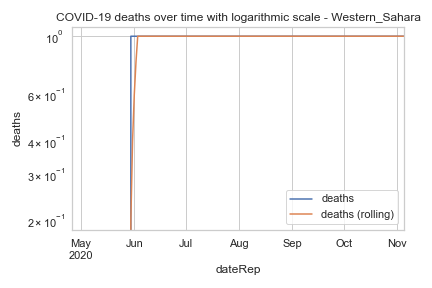 COVID-19 deaths over time with logarithmic scale - Western_Sahara
10⁰
6 × 10⁻¹
4 × 10⁻¹
3 × 10⁻¹
2 × 10⁻¹
deaths
deaths
deaths (rolling)
May Jun Jul Aug Sep Oct Nov
2020
dateRep